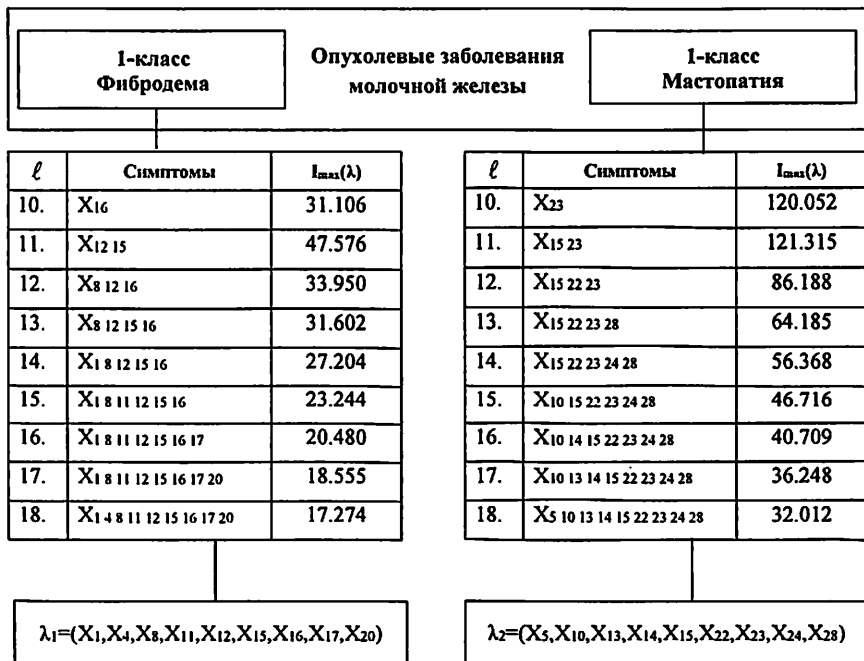 1-класс
Фибродема
Опухолевые заболевания
молочной железы
1-класс
Мастопатия
ℓ Симптомы Imax(λ)
10. X16 31.106
11. X12 15 47.576
12. X8 12 16 33.950
13. X8 12 15 16 31.602
14. X1 8 12 15 16 27.204
15. X1 8 11 12 15 16 23.244
16. X1 8 11 12 15 16 17 20.480
17. X1 8 11 12 15 16 17 20 18.555
18. X1 4 8 11 12 15 16 17 20 17.274
λ1=(X1,X4,X8,X11,X12,X15,X16,X17,X20)
ℓ Симптомы Imax(λ)
10. X23 120.052
11. X15 23 121.315
12. X15 22 23 86.188
13. X15 22 23 28 64.185
14. X15 22 23 24 28 56.368
15. X10 15 22 23 24 28 46.716
16. X10 14 15 22 23 24 28 40.709
17. X10 13 14 15 22 23 24 28 36.248
18. X5 10 13 14 15 22 23 24 28 32.012
λ2=(X5,X10,X13,X14,X15,X22,X23,X24,X28)